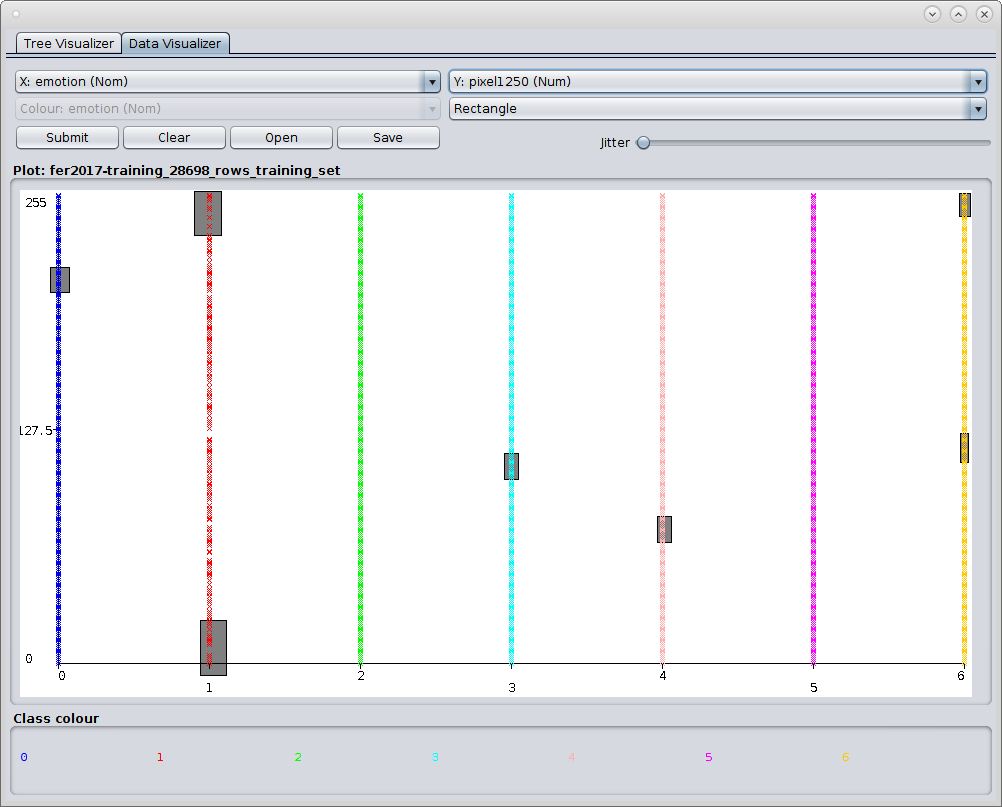 Tree Visualizer Data Visualizer
X: emotion (Nom) Y: pixel1250 (Num)
Colour: emotion (Nom) Rectangle
Submit Clear Open Save Jitter
Plot: fer2017-training_28698_rows_training_set
255
127.5
0
0 2 4 6
1 3 5
Class colour
0 1 2 3 4 5 6